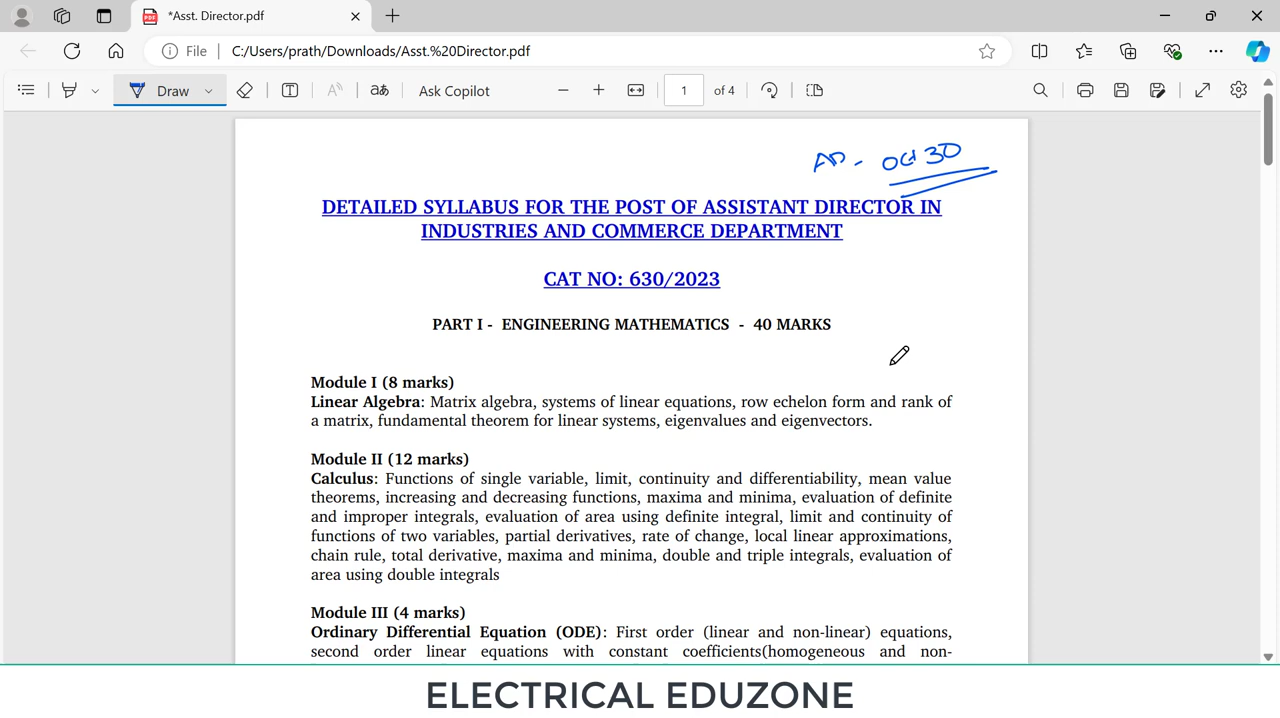 *Asst. Director.pdf
File C:/Users/prath/Downloads/Asst.%20Director.pdf
Draw aあ Ask Copilot 1 of 4
AD - Oct 30
DETAILED SYLLABUS FOR THE POST OF ASSISTANT DIRECTOR IN
INDUSTRIES AND COMMERCE DEPARTMENT
CAT NO: 630/2023
PART I - ENGINEERING MATHEMATICS - 40 MARKS
Module I (8 marks)
Linear Algebra: Matrix algebra, systems of linear equations, row echelon form and rank of
a matrix, fundamental theorem for linear systems, eigenvalues and eigenvectors.
Module II (12 marks)
Calculus: Functions of single variable, limit, continuity and differentiability, mean value
theorems, increasing and decreasing functions, maxima and minima, evaluation of definite
and improper integrals, evaluation of area using definite integral, limit and continuity of
functions of two variables, partial derivatives, rate of change, local linear approximations,
chain rule, total derivative, maxima and minima, double and triple integrals, evaluation of
area using double integrals
Module III (4 marks)
Ordinary Differential Equation (ODE): First order (linear and non-linear) equations,
second order linear equations with constant coefficients(homogeneous and non-
ELECTRICAL EDUZONE